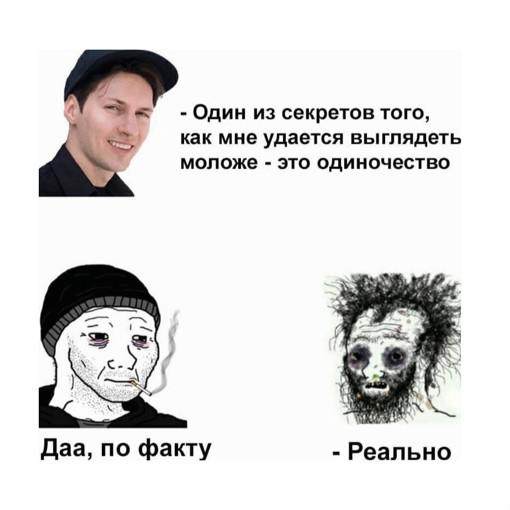 - Один из секретов того,
как мне удается выглядеть
моложе - это одиночество
Даа, по факту
- Реально